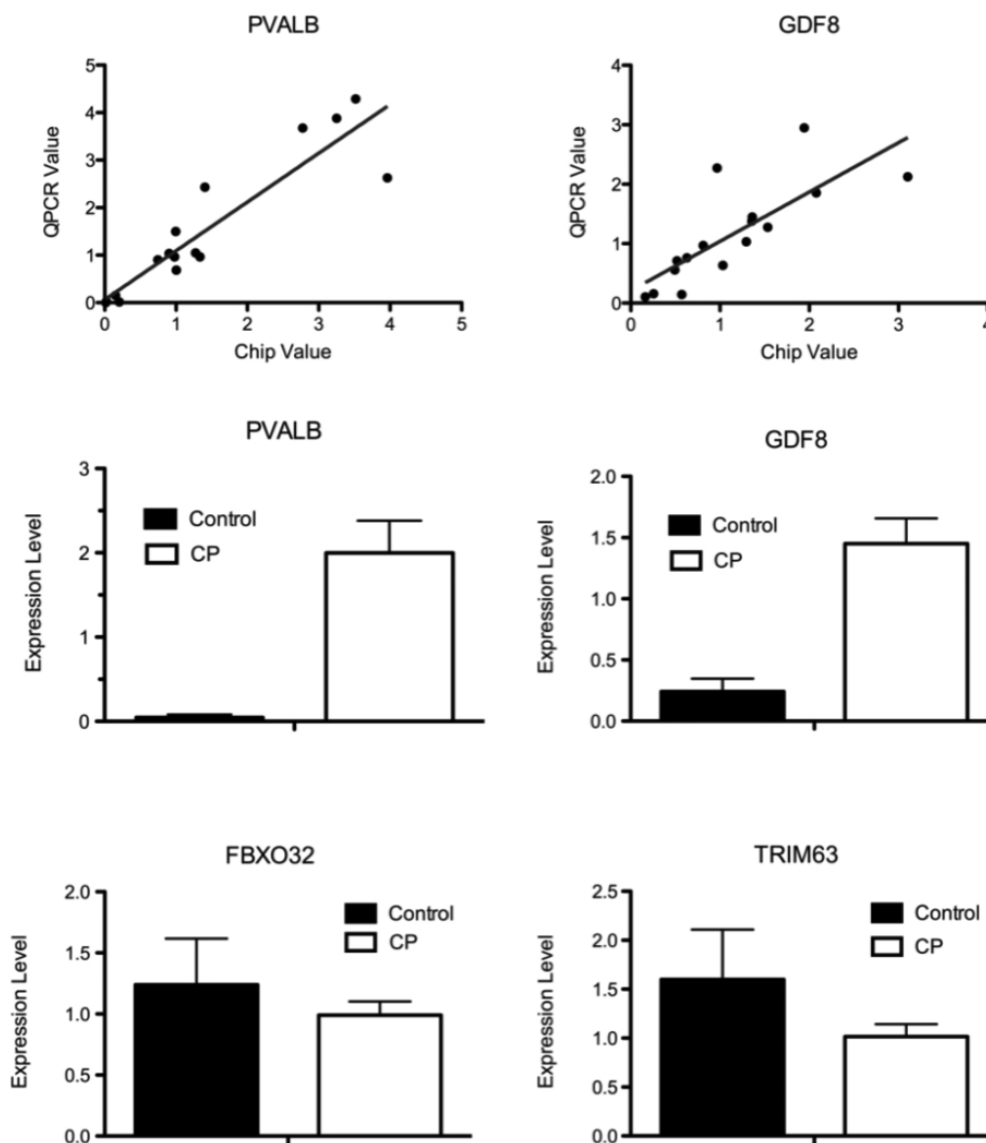 PVALB
GDF8
5
4
3
2
1
0
QPCR Value
0 1 2 3 4 5
Chip Value
4
3
2
1
0
QPCR Value
0 1 2 3 4
Chip Value
PVALB
3
2
1
0
Expression Level
Control
CP
GDF8
2.0
1.5
1.0
0.5
0.0
Expression Level
Control
CP
FBXO32
2.0
1.5
1.0
0.5
0.0
Expression Level
Control
CP
TRIM63
2.5
2.0
1.5
1.0
0.5
0.0
Expression Level
Control
CP